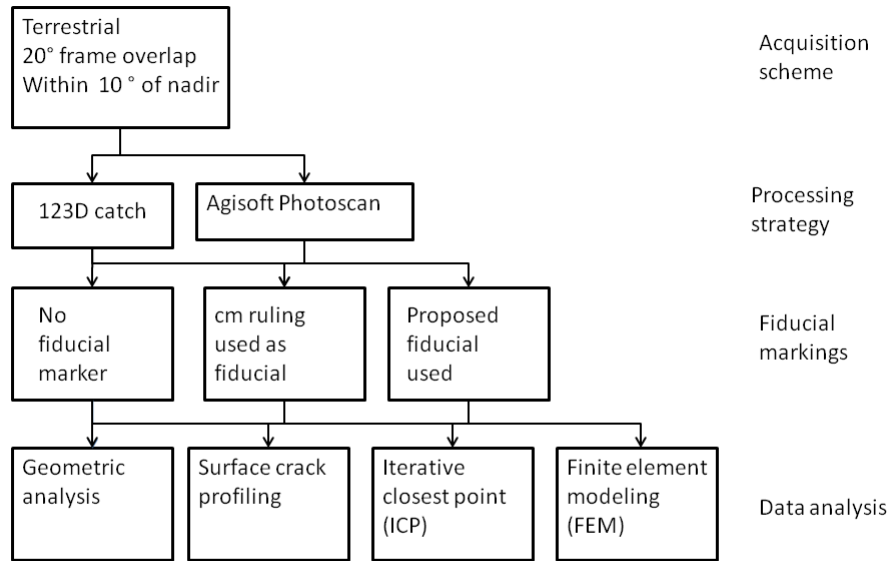 Terrestrial
20° frame overlap
Within 10 ° of nadir
Acquisition
scheme
123D catch
Agisoft Photoscan
Processing
strategy
No
fiducial
marker
cm ruling
used as
fiducial
Proposed
fiducial
used
Fiducial
markings
Geometric
analysis
Surface crack
profiling
Iterative
closest point
(ICP)
Finite element
modeling
(FEM)
Data analysis